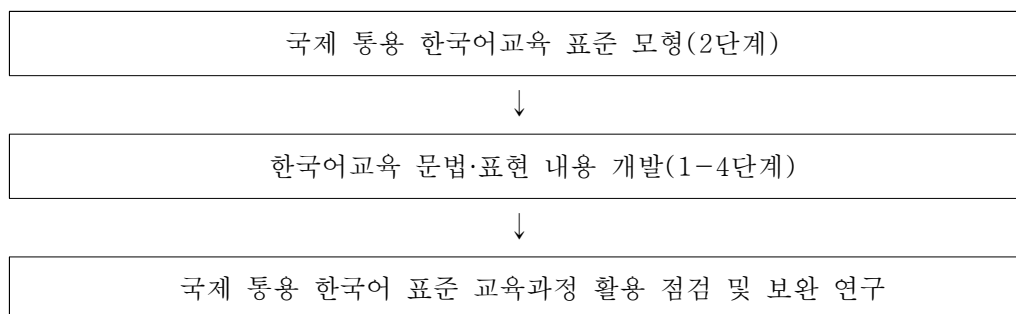 국제 통용 한국어교육 표준 모형(2단계)
↓
한국어교육 문법·표현 내용 개발(1-4단계)
↓
국제 통용 한국어 표준 교육과정 활용 점검 및 보완 연구